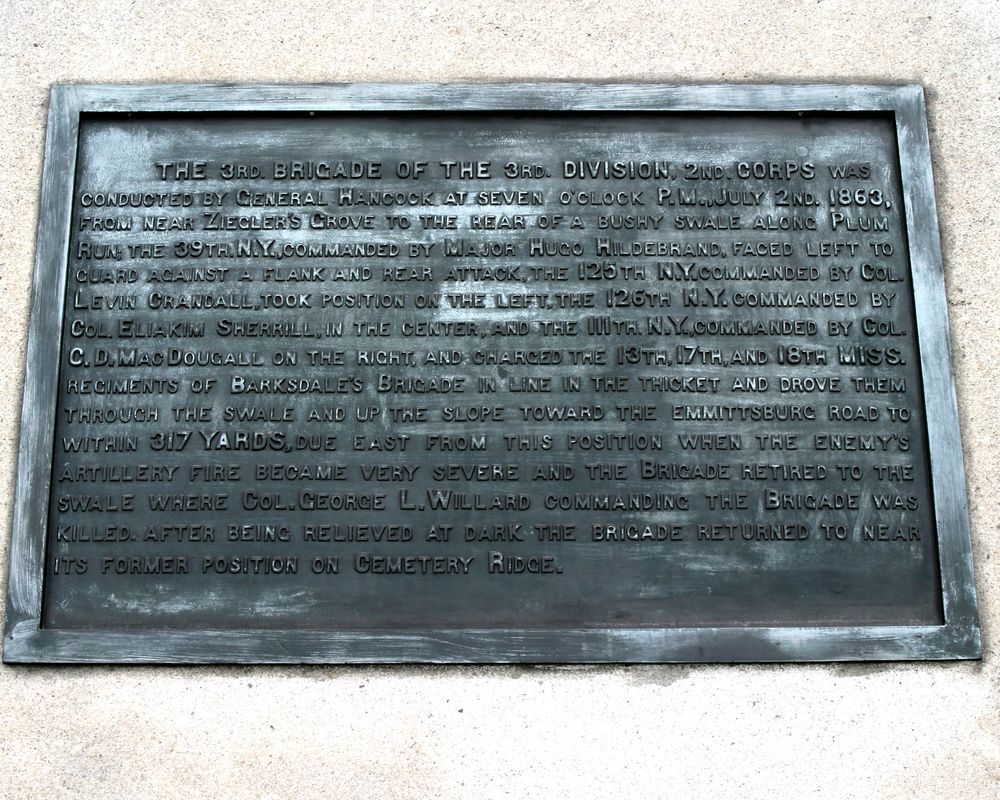 THE 3RD. BRIGADE OF THE 3RD. DIVISION, 2ND. CORPS WAS
CONDUCTED BY GENERAL HANCOCK AT SEVEN O'CLOCK P.M., JULY 2ND. 1863,
FROM NEAR ZIEGLER'S GROVE TO THE REAR OF A BUSHY SWALE ALONG PLUM
RUN; THE 39TH. N.Y., COMMANDED BY MAJOR HUGO HILDEBRAND, FACED LEFT TO
GUARD AGAINST A FLANK AND REAR ATTACK, THE 125TH. N.Y. COMMANDED BY COL.
LEVIN CRANDALL, TOOK POSITION ON THE LEFT, THE 126TH N.Y. COMMANDED BY
COL. ELIAKIM SHERRILL, IN THE CENTER, AND THE 111TH. N.Y., COMMANDED BY COL.
C. D. MACDOUGALL ON THE RIGHT, AND CHARGED THE 13TH, 17TH, AND 18TH MISS.
REGIMENTS OF BARKSDALE'S BRIGADE IN LINE IN THE THICKET AND DROVE THEM
THROUGH THE SWALE AND UP THE SLOPE TOWARD THE EMMITTSBURG ROAD TO
WITHIN 317 YARDS, DUE EAST FROM THIS POSITION WHEN THE ENEMY'S
ARTILLERY FIRE BECAME VERY SEVERE AND THE BRIGADE RETIRED TO THE
SWALE WHERE COL. GEORGE L. WILLARD COMMANDING THE BRIGADE WAS
KILLED. AFTER BEING RELIEVED AT DARK THE BRIGADE RETURNED TO NEAR
ITS FORMER POSITION ON CEMETERY RIDGE.